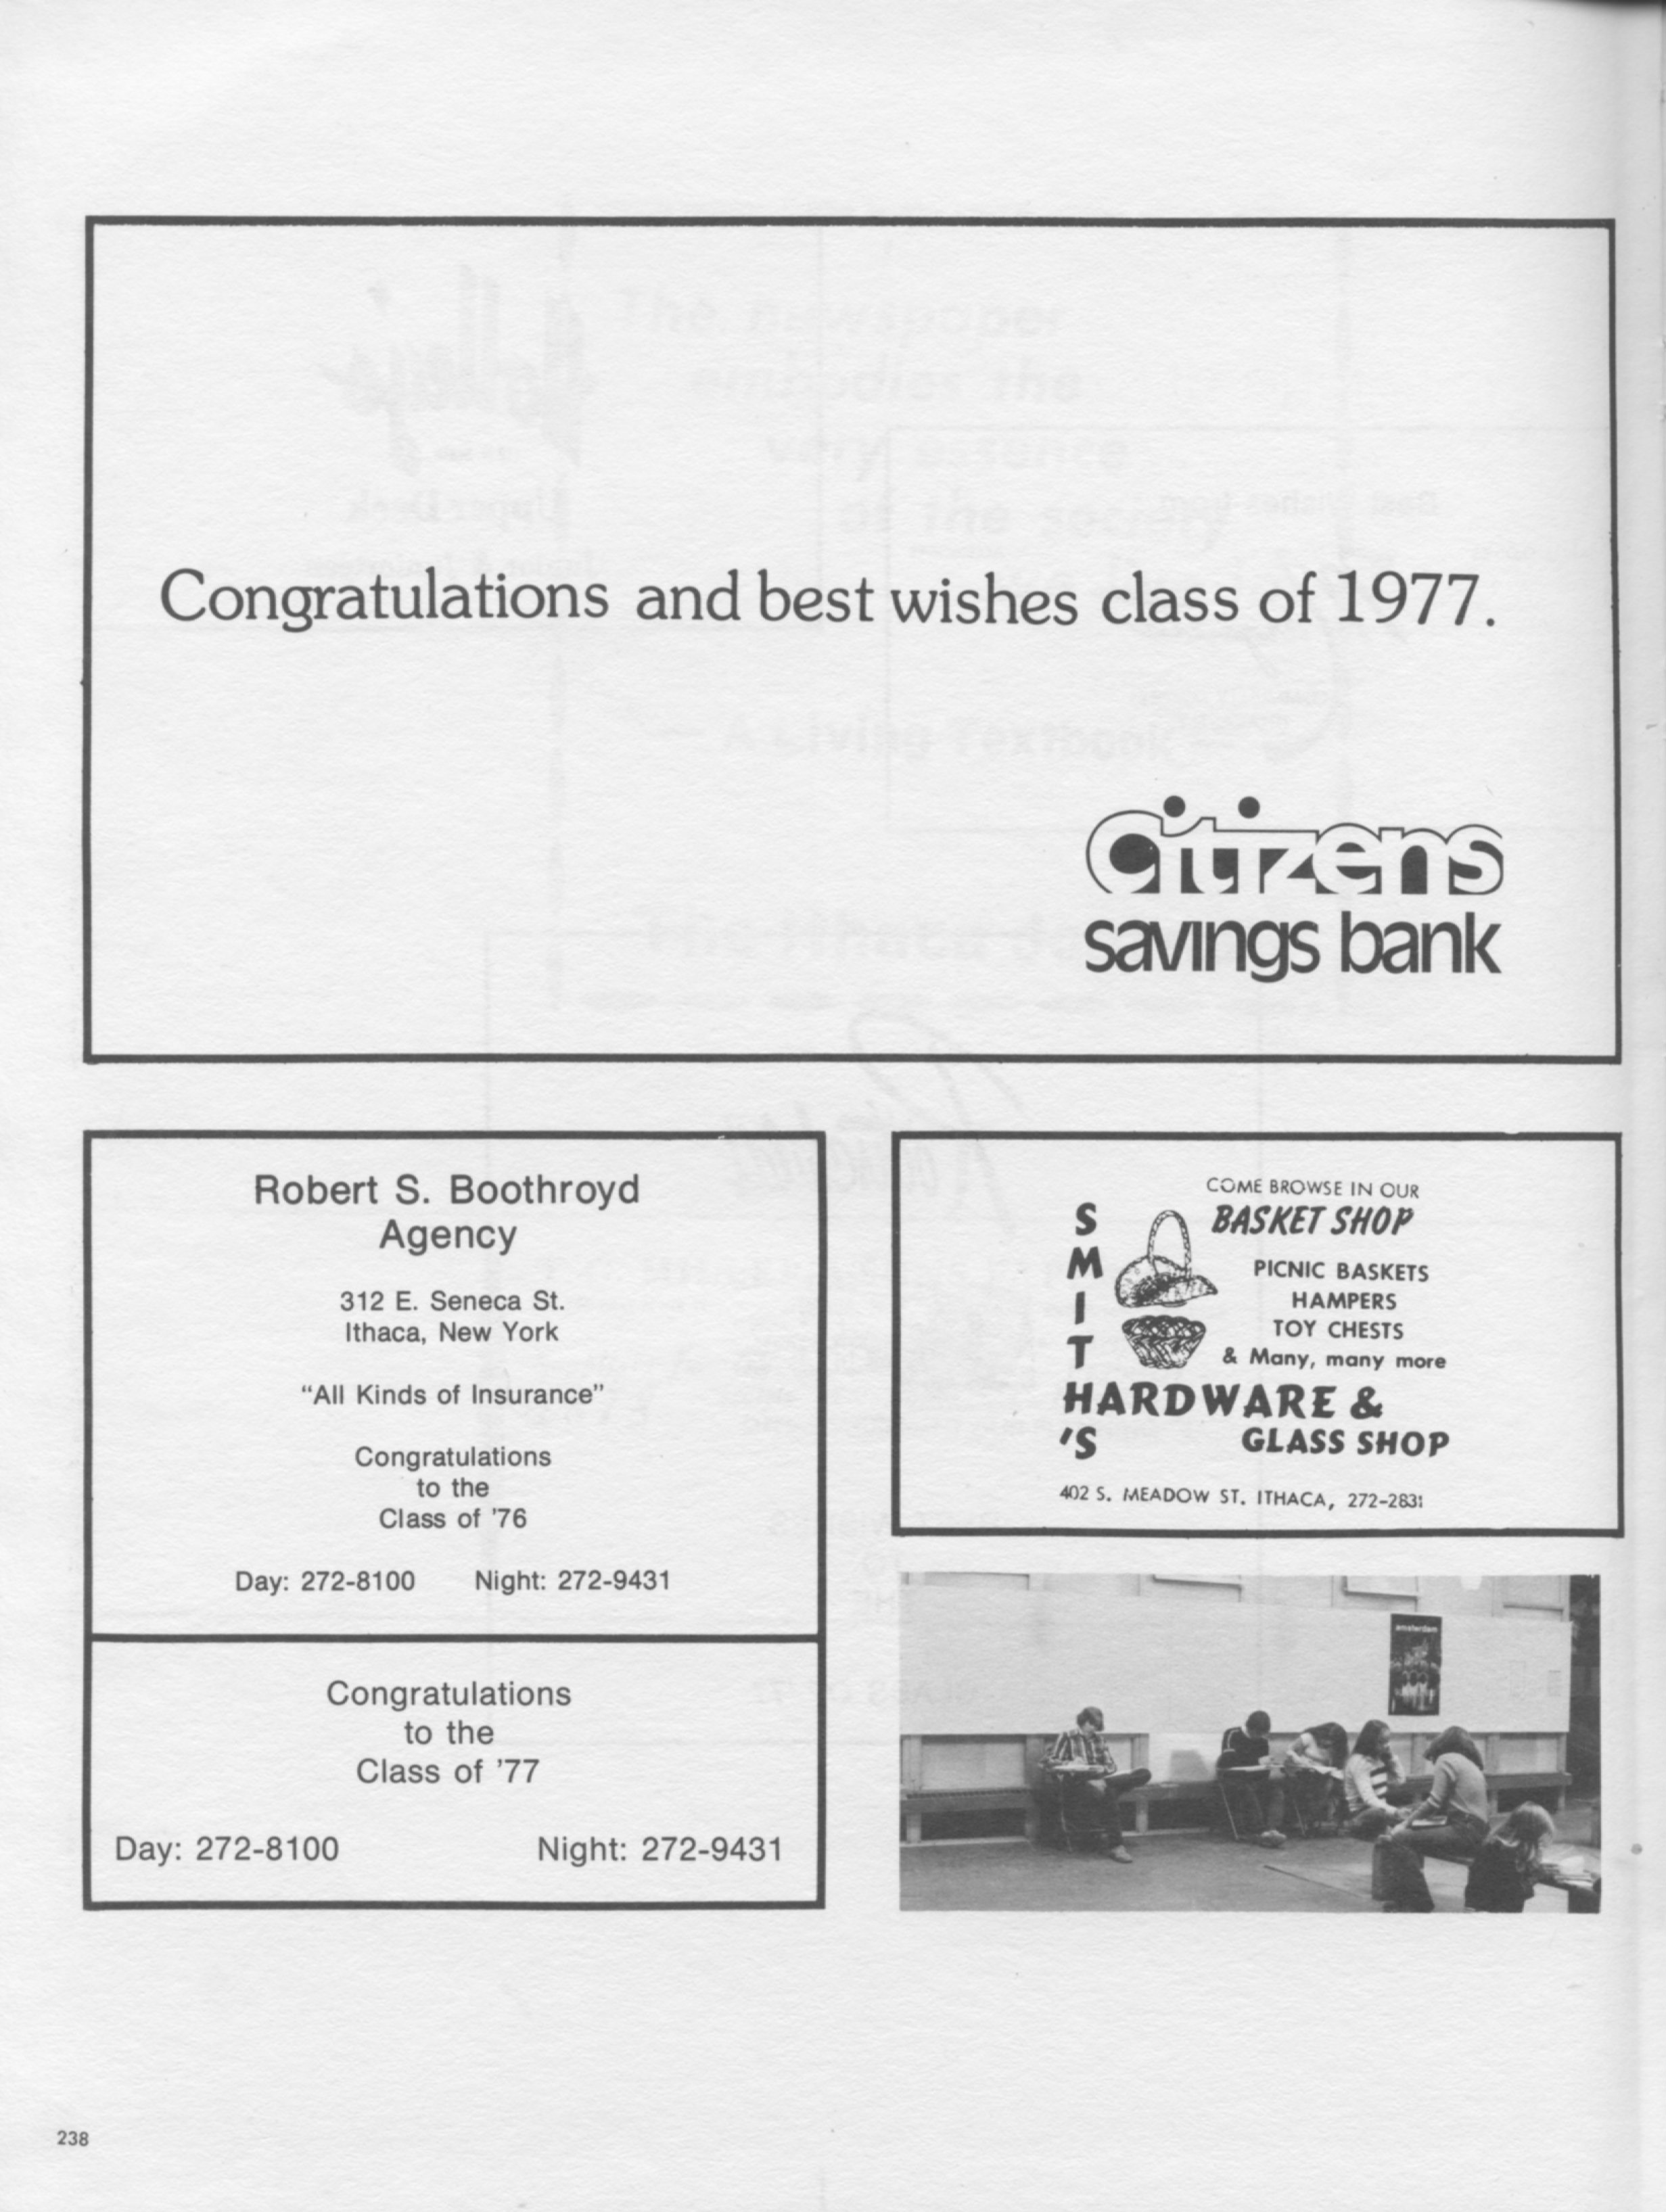 Congratulations and best wishes class of 1977.
Citizens
savings bank
Robert S. Boothroyd
Agency
312 E. Seneca St.
Ithaca, New York
"All Kinds of Insurance"
Congratulations
to the
Class of '76
Day: 272-8100 Night: 272-9431
Congratulations
to the
Class of '77
Day: 272-8100 Night: 272-9431
COME BROWSE IN OUR
BASKET SHOP
PICNIC BASKETS
HAMPERS
TOY CHESTS
& Many, many more
SMITH'S
HARDWARE &
GLASS SHOP
402 S. MEADOW ST. ITHACA, 272-2831
amsterdam
238